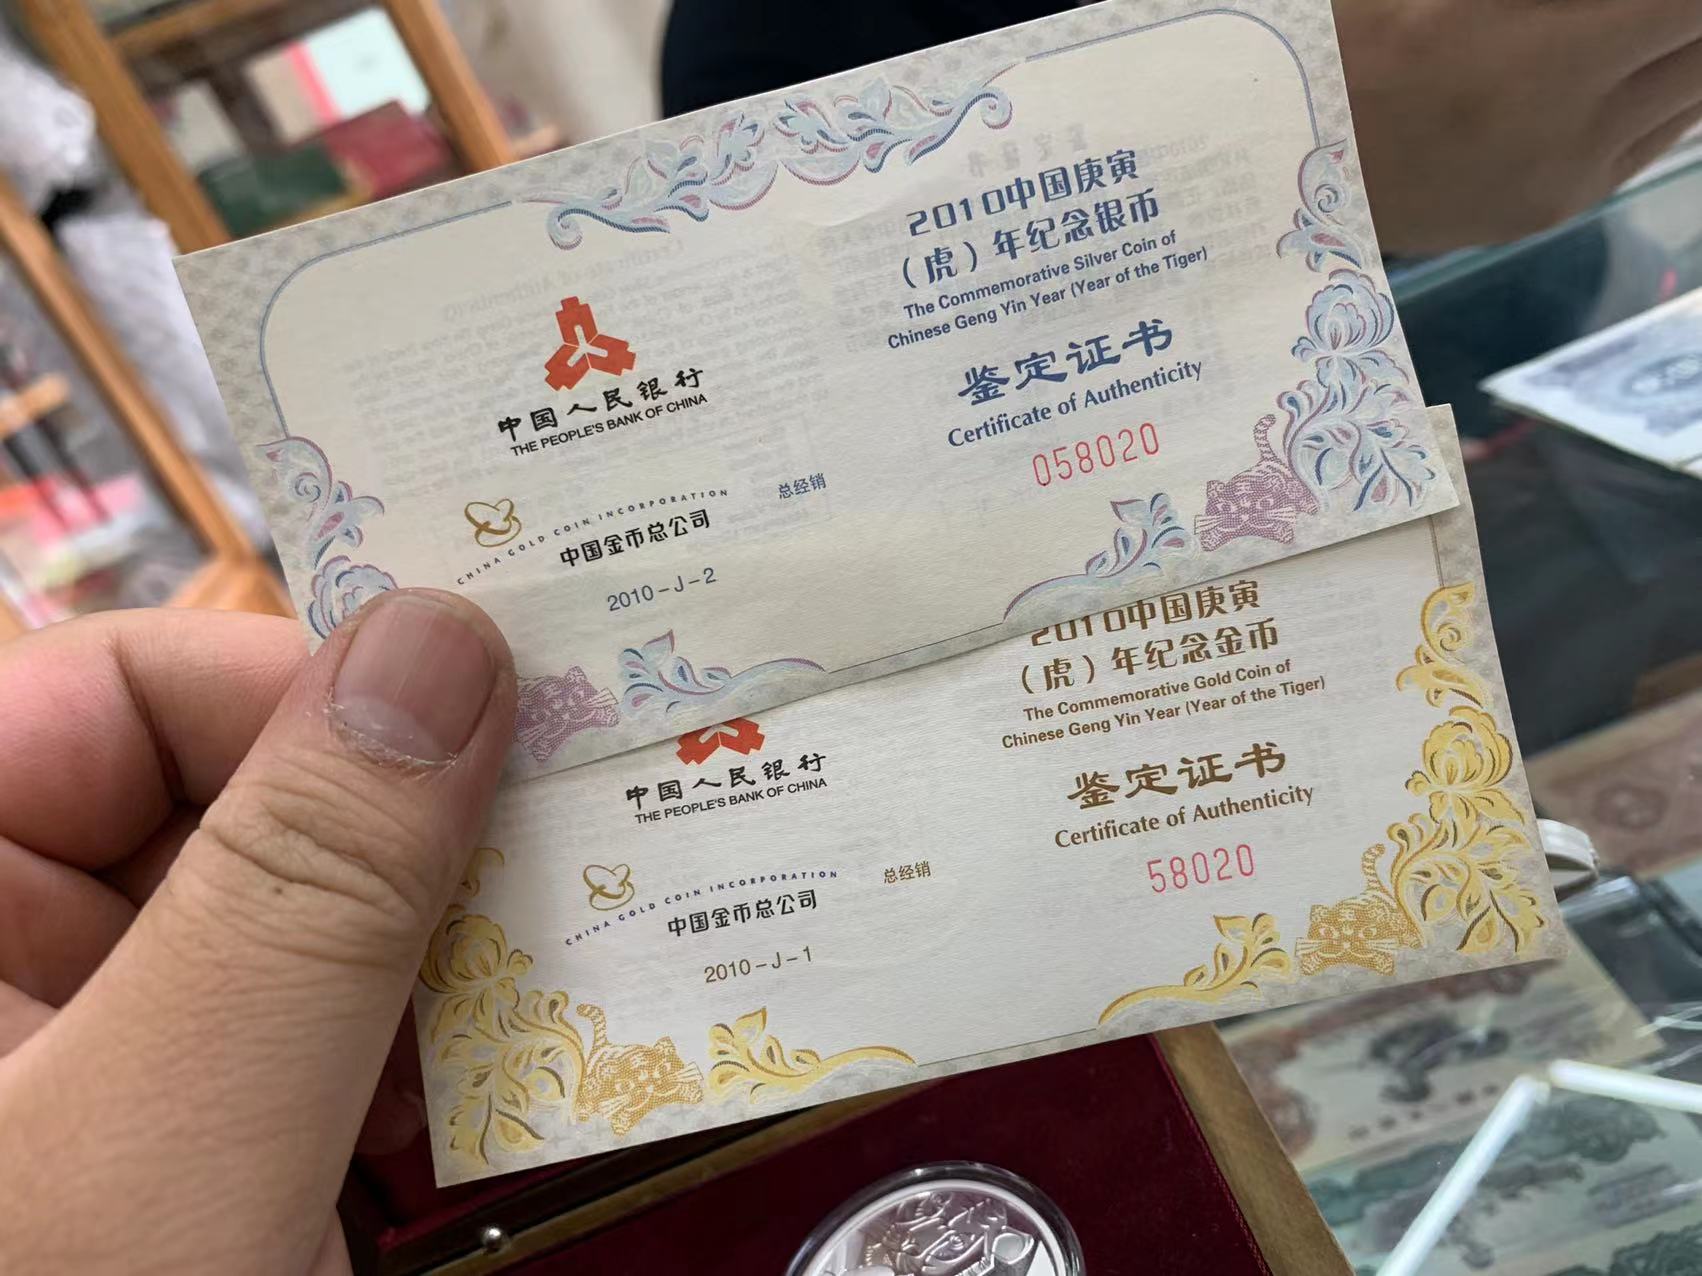 2010中国庚寅
（虎）年纪念银币
The Commemorative Silver Coin of
Chinese Geng Yin Year (Year of the Tiger)
鉴定证书
Certificate of Authenticity
058020
中国人民银行
THE PEOPLE'S BANK OF CHINA
CHINA GOLD COIN INCORPORATION
总经销
中国金币总公司
2010-J-2
2010中国庚寅
（虎）年纪念金币
The Commemorative Gold Coin of
Chinese Geng Yin Year (Year of the Tiger)
鉴定证书
Certificate of Authenticity
58020
中国人民银行
THE PEOPLE'S BANK OF CHINA
CHINA GOLD COIN INCORPORATION
总经销
中国金币总公司
2010-J-1